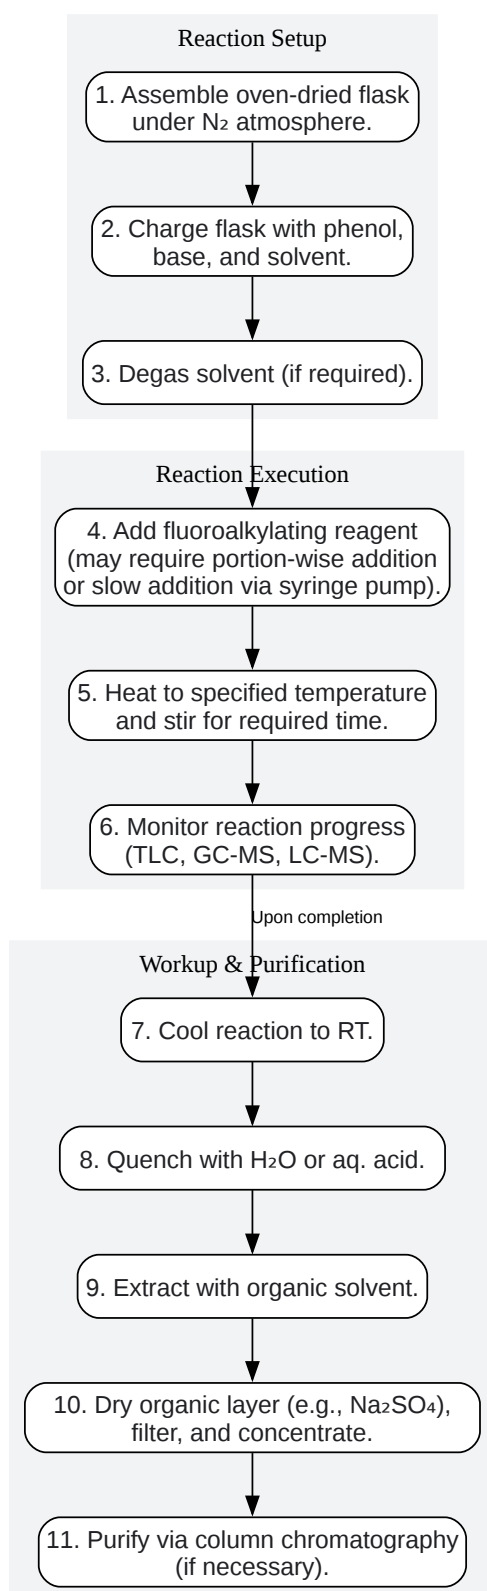 Reaction Setup
1. Assemble oven-dried flask
under N₂ atmosphere.
2. Charge flask with phenol,
base, and solvent.
3. Degas solvent (if required).
Reaction Execution
4. Add fluoroalkylating reagent
(may require portion-wise addition
or slow addition via syringe pump).
5. Heat to specified temperature
and stir for required time.
6. Monitor reaction progress
(TLC, GC-MS, LC-MS).
Upon completion
Workup & Purification
7. Cool reaction to RT.
8. Quench with H₂O or aq. acid.
9. Extract with organic solvent.
10. Dry organic layer (e.g., Na₂SO₄),
filter, and concentrate.
11. Purify via column chromatography
(if necessary).